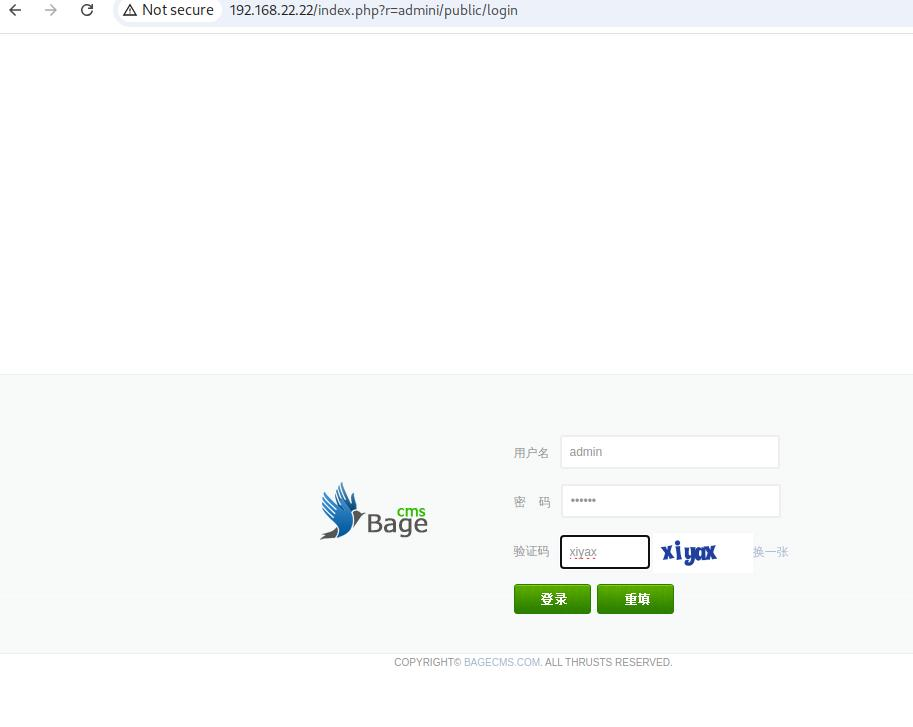 Not secure 192.168.22.22/index.php?r=admini/public/login
用户名 admin
密 码 ••••••
Bage cms
验证码 xiyax xiyax 换一张
登录 重填
COPYRIGHT© BAGECMS.COM. ALL THRUSTS RESERVED.